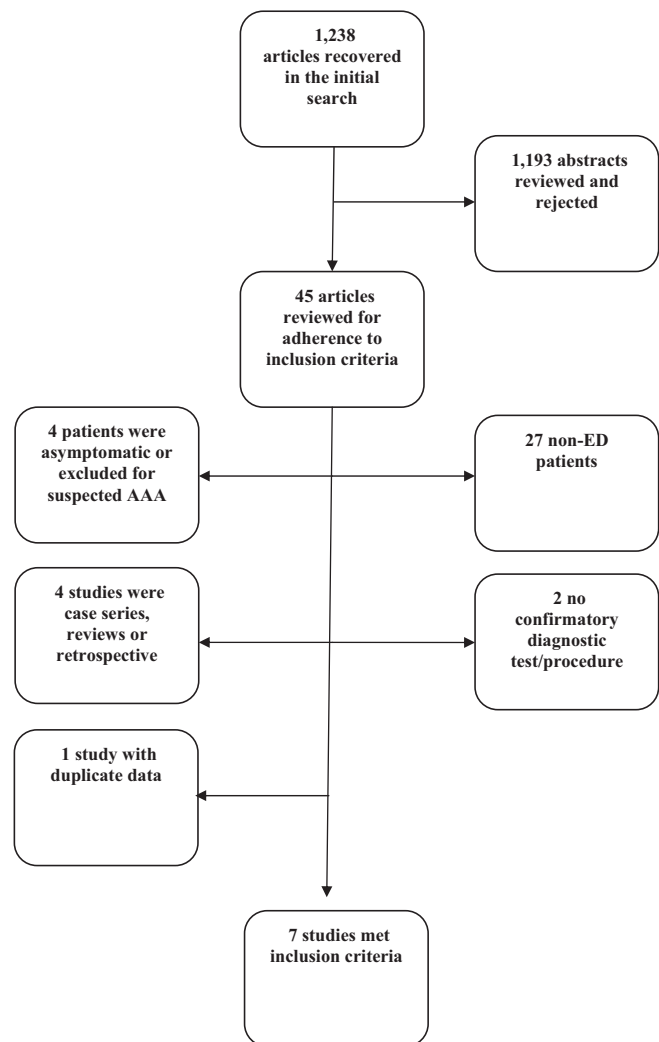 1,238
articles recovered
in the initial
search
1,193 abstracts
reviewed and
rejected
45 articles
reviewed for
adherence to
inclusion criteria
4 patients were
asymptomatic or
excluded for
suspected AAA
27 non-ED
patients
4 studies were
case series,
reviews or
retrospective
2 no
confirmatory
diagnostic
test/procedure
1 study with
duplicate data
7 studies met
inclusion criteria